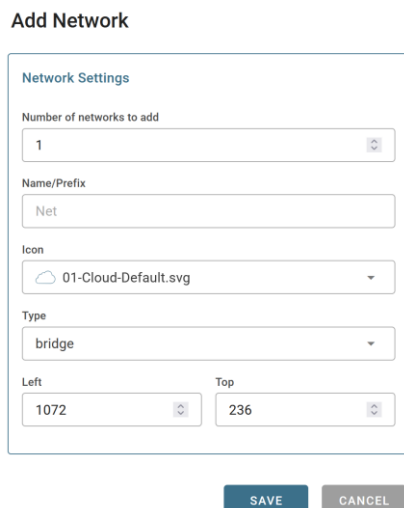 Add Network
Network Settings
Number of networks to add
1
Name/Prefix
Net
Icon
01-Cloud-Default.svg
Type
bridge
Left Top
1072 236
SAVE CANCEL